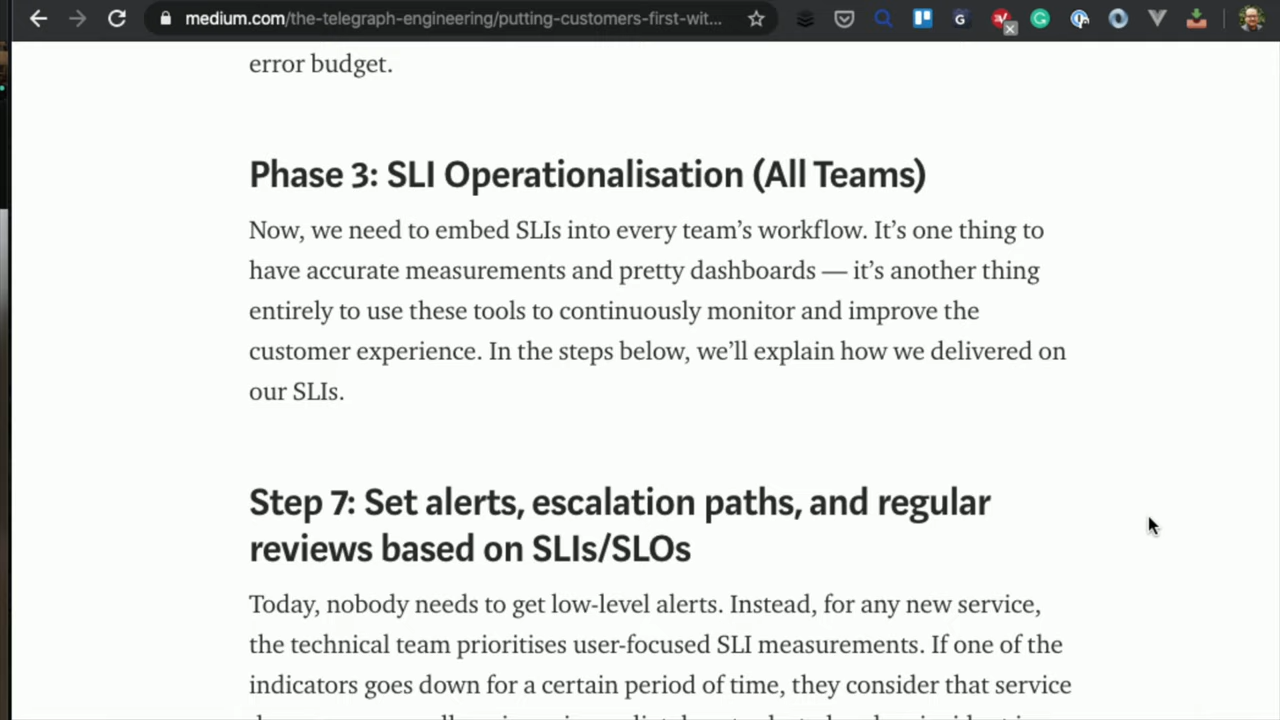 medium.com/the-telegraph-engineering/putting-customers-first-wit...
error budget.
Phase 3: SLI Operationalisation (All Teams)
Now, we need to embed SLIs into every team’s workflow. It’s one thing to
have accurate measurements and pretty dashboards — it’s another thing
entirely to use these tools to continuously monitor and improve the
customer experience. In the steps below, we’ll explain how we delivered on
our SLIs.
Step 7: Set alerts, escalation paths, and regular
reviews based on SLIs/SLOs
Today, nobody needs to get low-level alerts. Instead, for any new service,
the technical team prioritises user-focused SLI measurements. If one of the
indicators goes down for a certain period of time, they consider that service